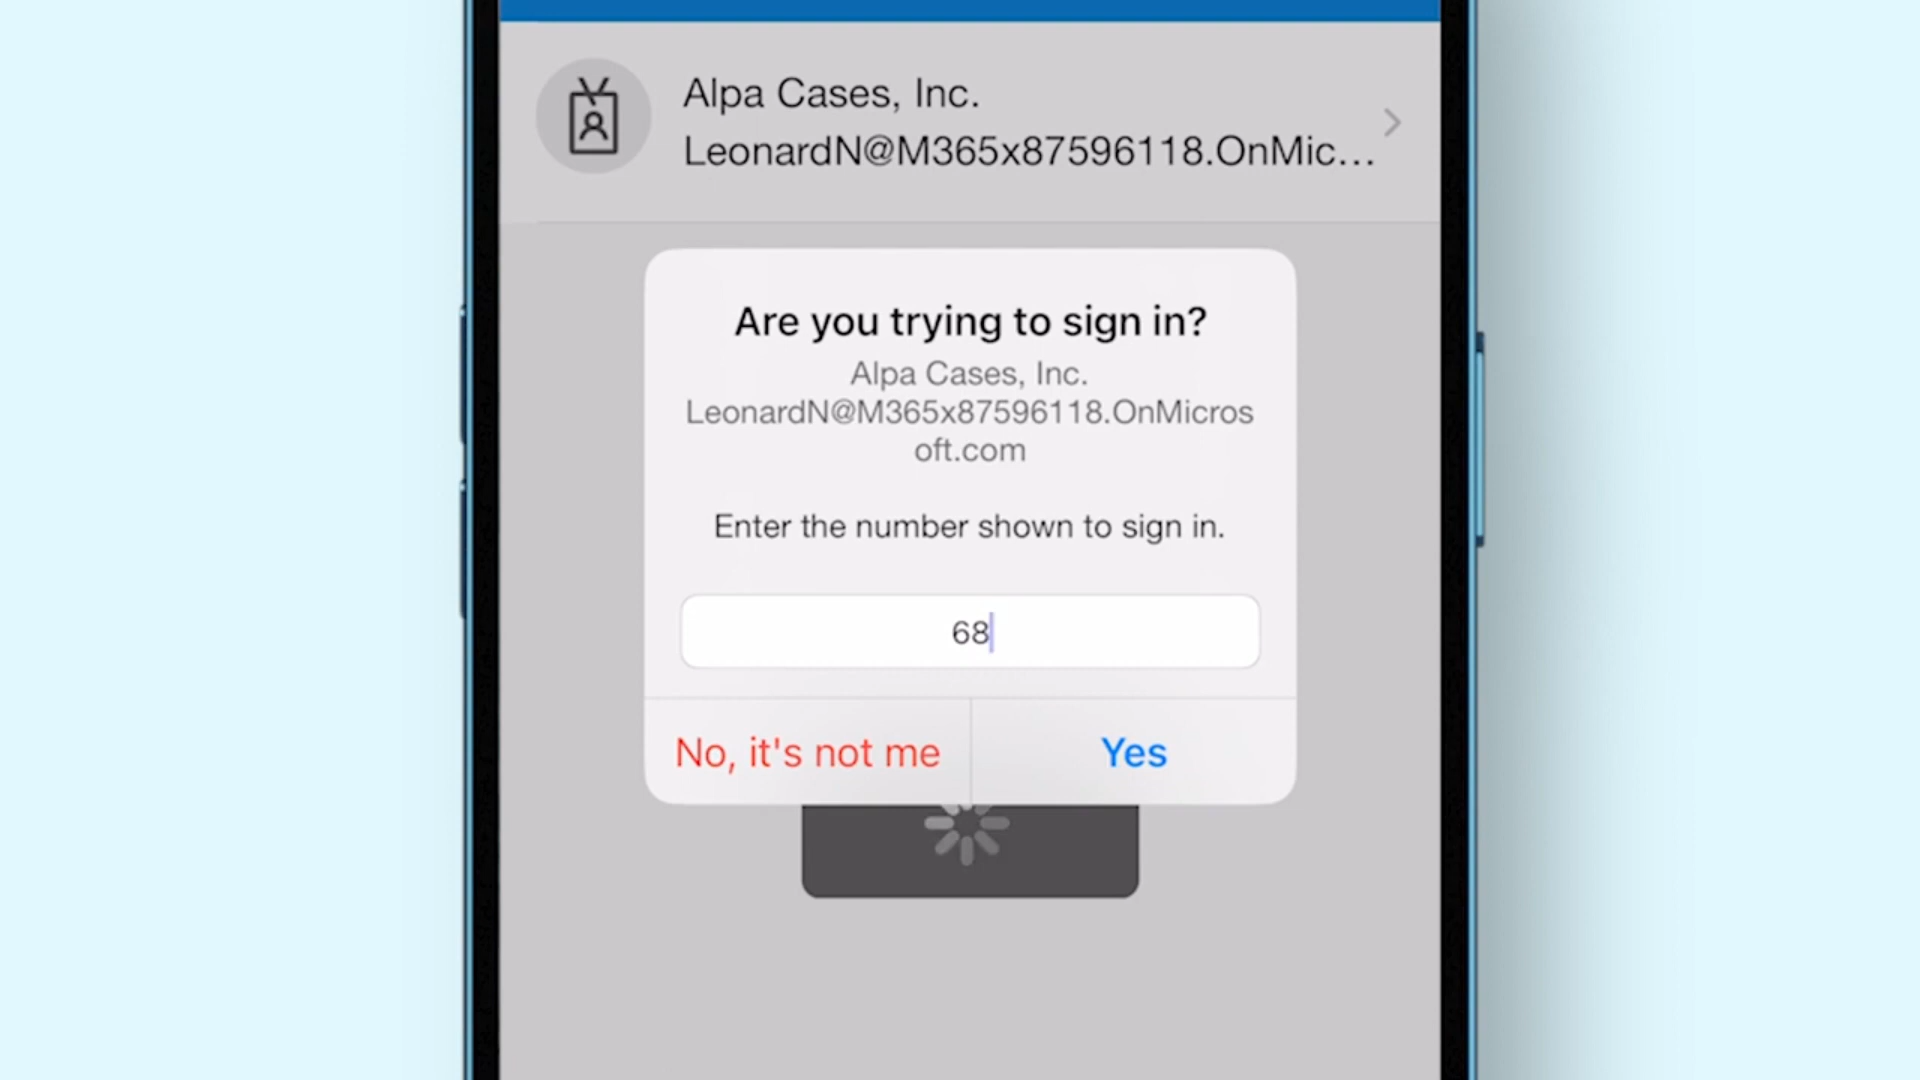 Alpa Cases, Inc.
LeonardN@M365x87596118.OnMic...
Are you trying to sign in?
Alpa Cases, Inc.
LeonardN@M365x87596118.OnMicros
oft.com
Enter the number shown to sign in.
68
No, it's not me
Yes